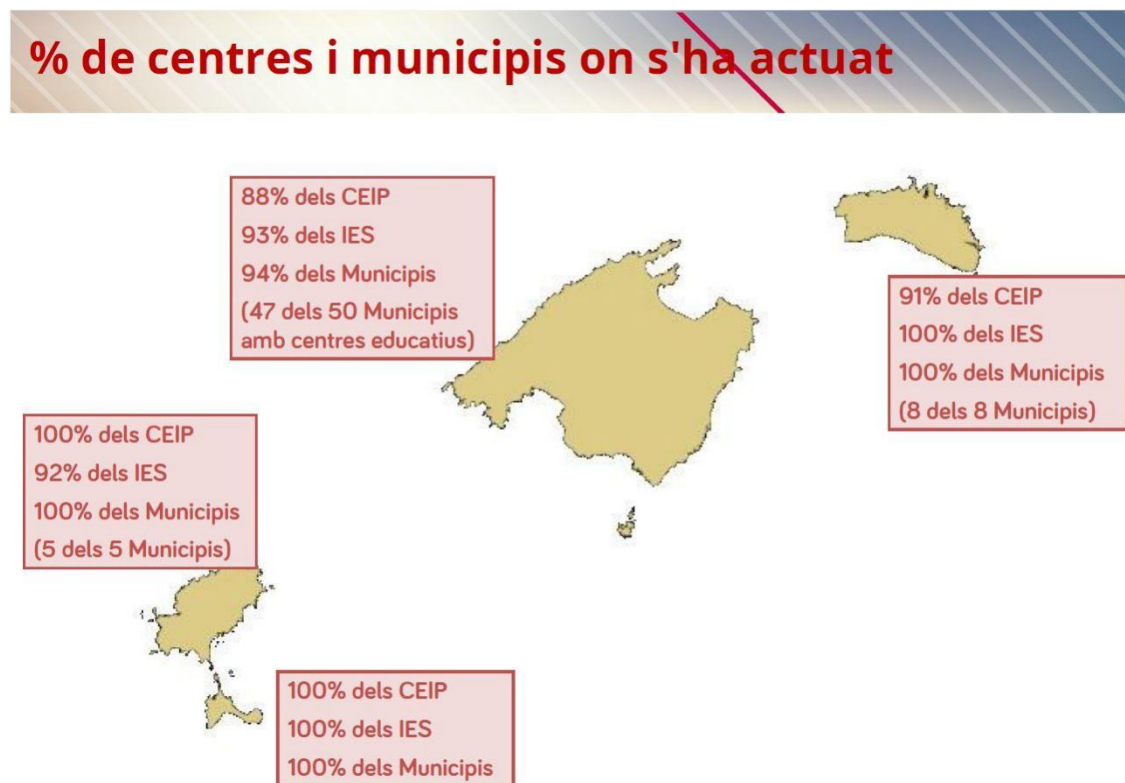 % de centres i municipis on s'ha actuat
88% dels CEIP
93% dels IES
94% dels Municipis
(47 dels 50 Municipis
amb centres educatius)
91% dels CEIP
100% dels IES
100% dels Municipis
(8 dels 8 Municipis)
100% dels CEIP
92% dels IES
100% dels Municipis
(5 dels 5 Municipis)
100% dels CEIP
100% dels IES
100% dels Municipis